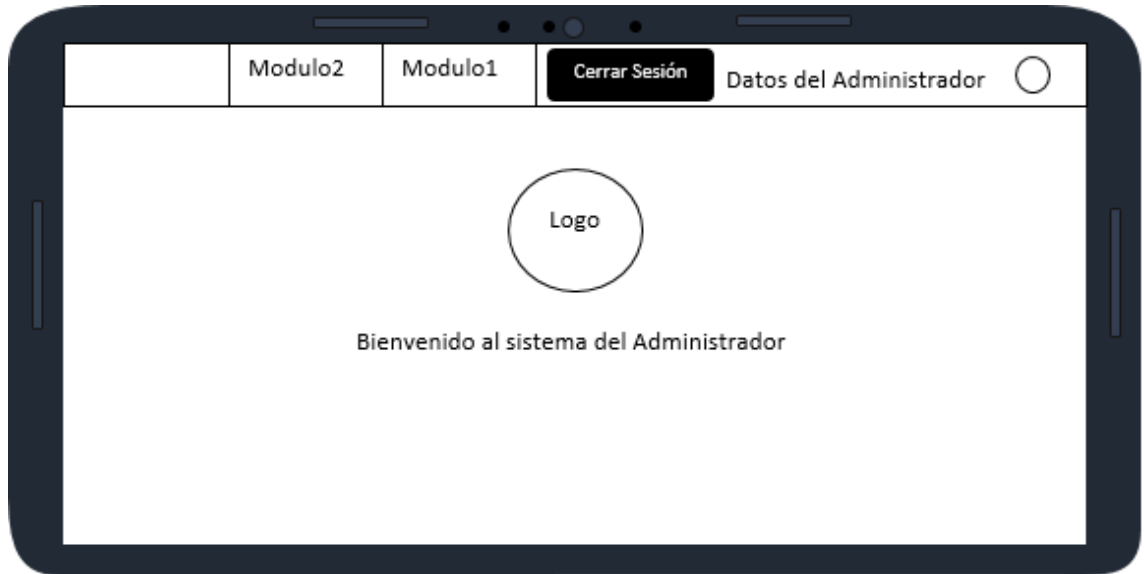 Modulo2
Modulo1
Cerrar Sesión
Datos del Administrador
Logo
Bienvenido al sistema del Administrador